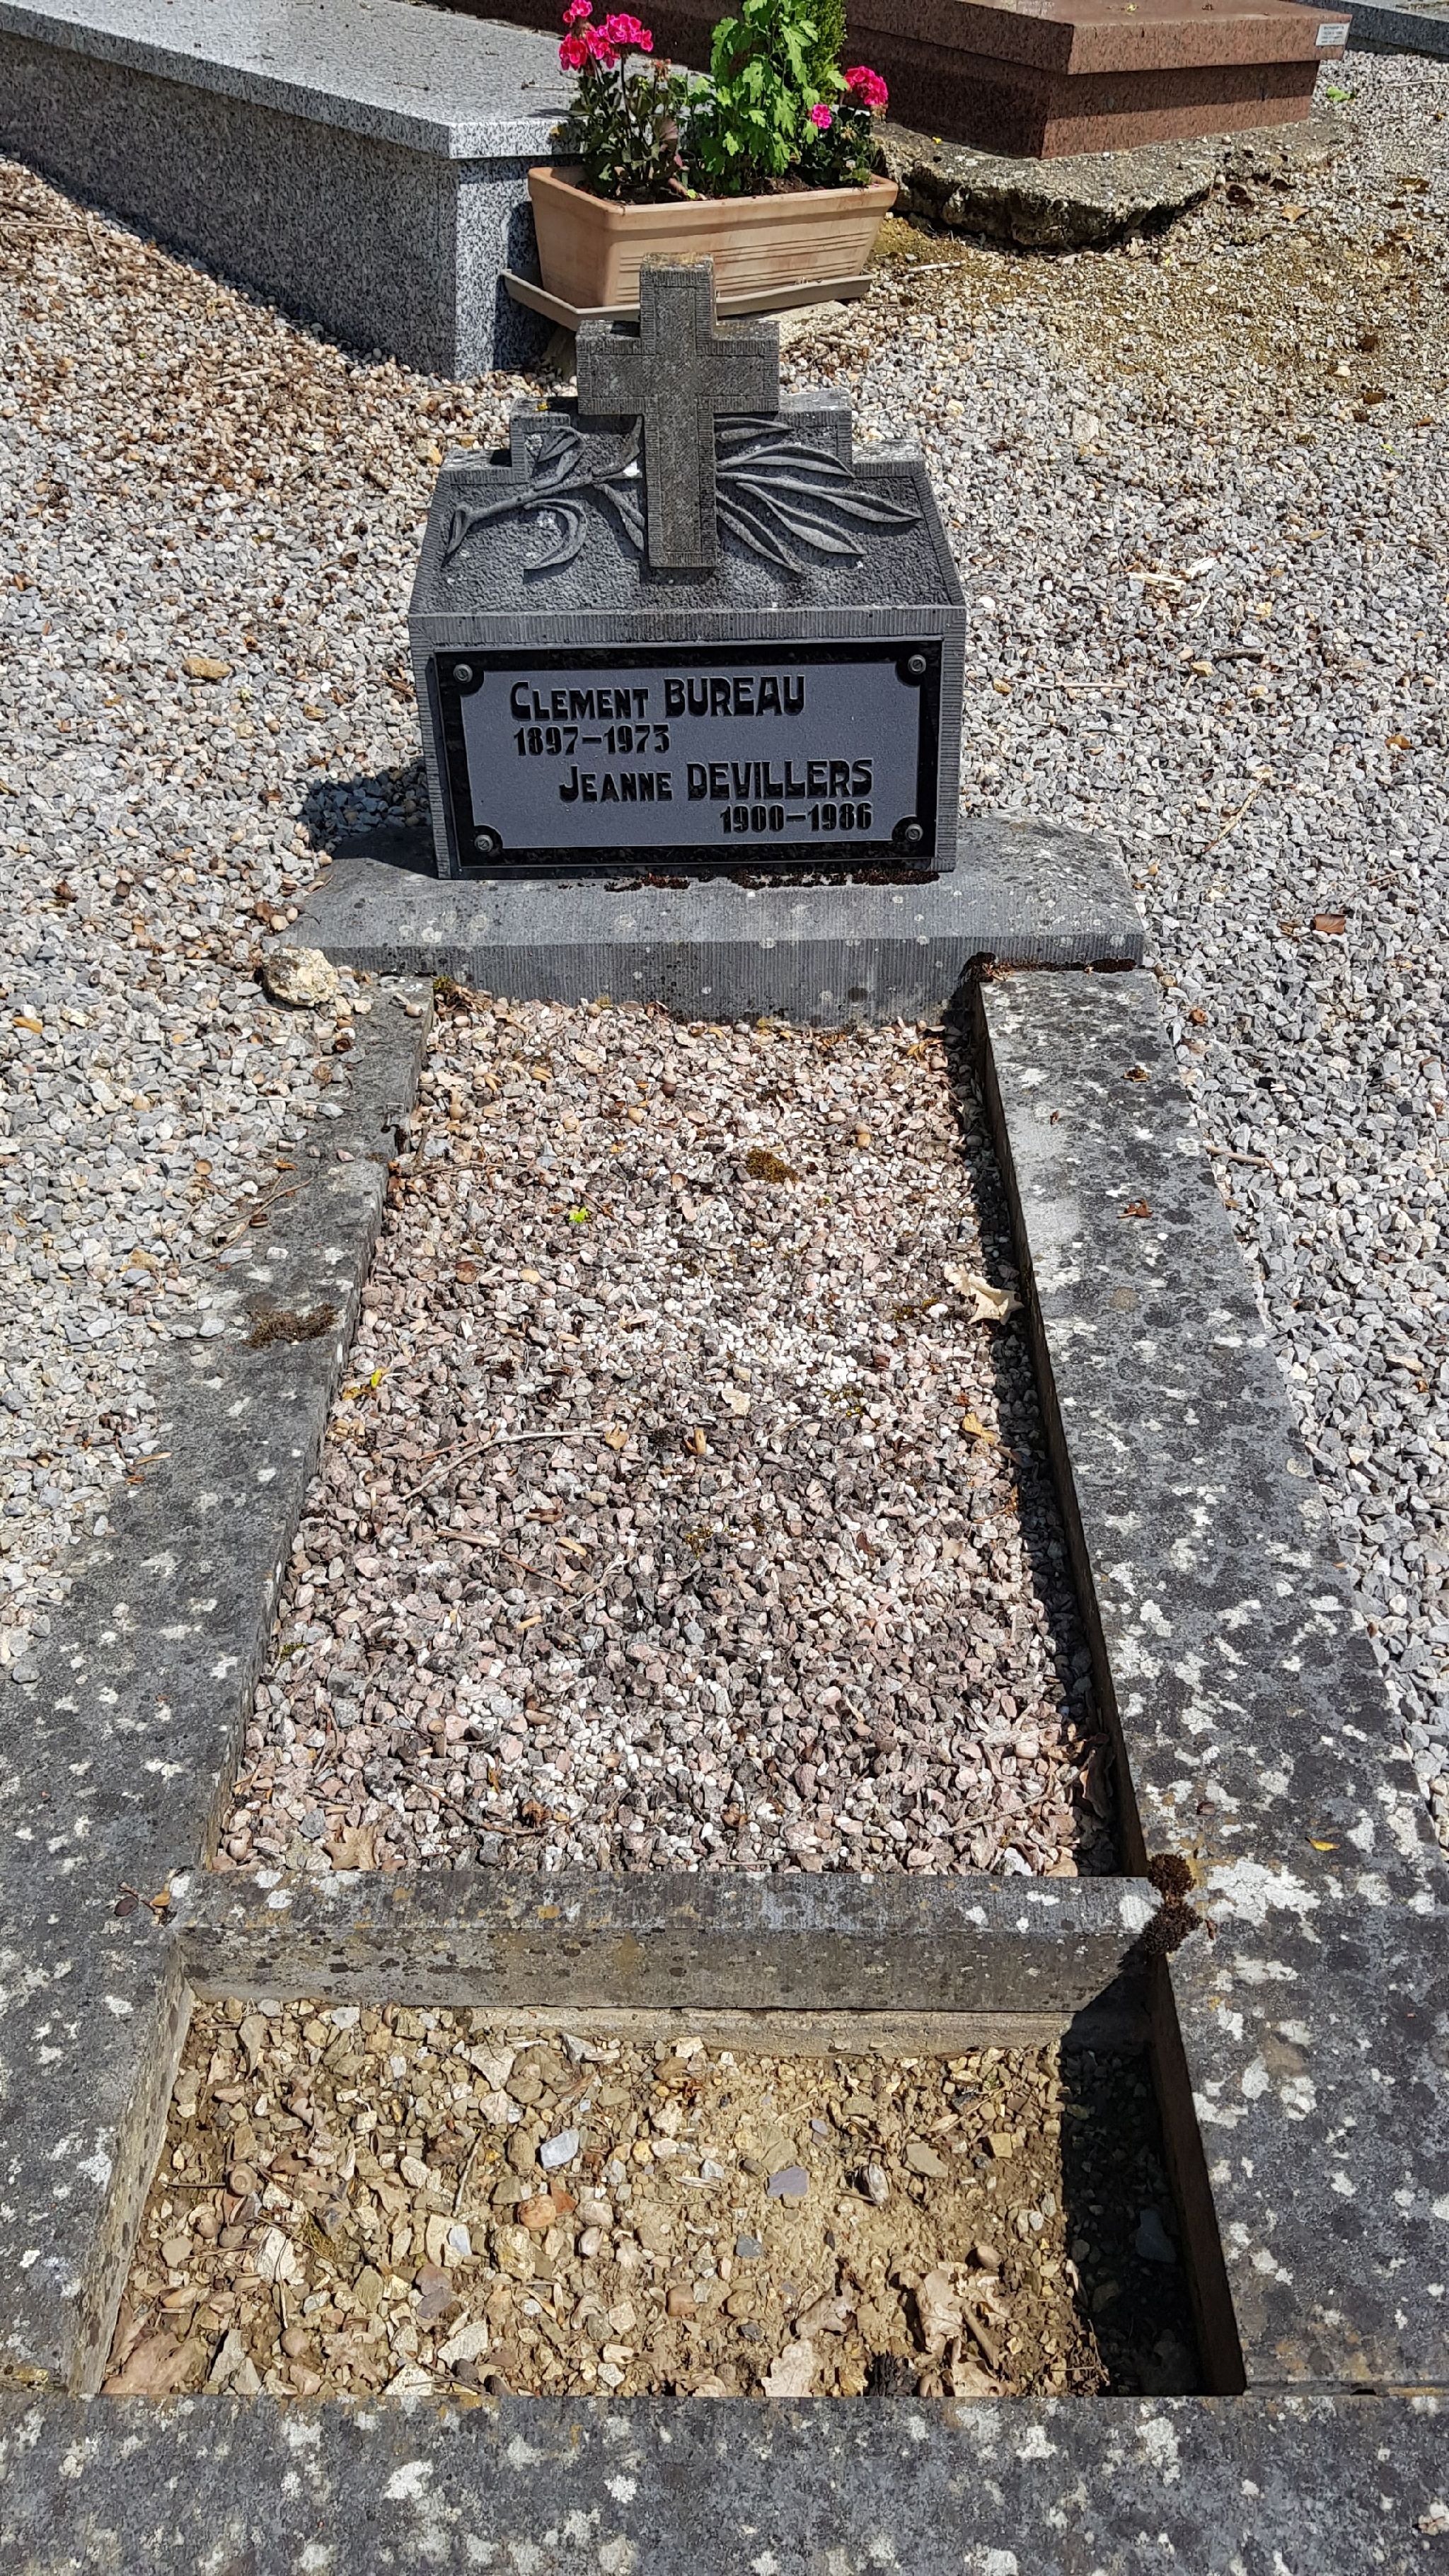 CLEMENT BUREAU
1897-1973
JEANNE DEVILLERS
1900-1986